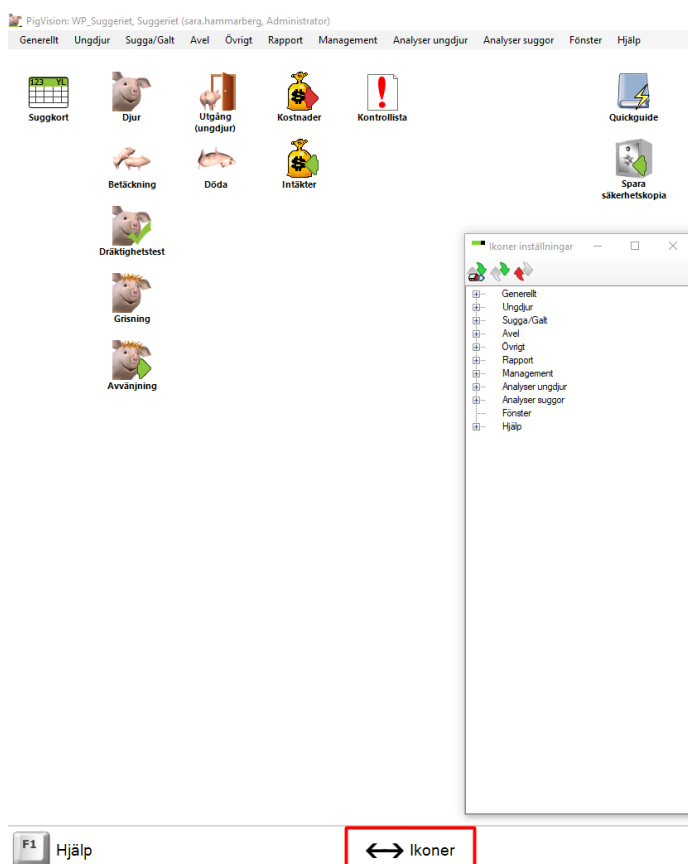 PigVision: WP_Suggeriet, Suggeriet (sara.hammarberg, Administrator)
Generellt Ungdjur Sugga/Galt Avel Övrigt Rapport Management Analyser ungdjur Analyser suggor Fönster Hjälp
123 YL
Suggkort
Djur
Utgång
(ungdjur)
Kostnader
Kontrollista
Quickguide
Betäckning
Döda
Intäkter
Spara
säkerhetskopia
Dräktighetstest
Grisning
Avvänjning
Ikoner inställningar
Generellt
Ungdjur
Sugga/Galt
Avel
Övrigt
Rapport
Management
Analyser ungdjur
Analyser suggor
Fönster
Hjälp
F1 Hjälp
Ikoner